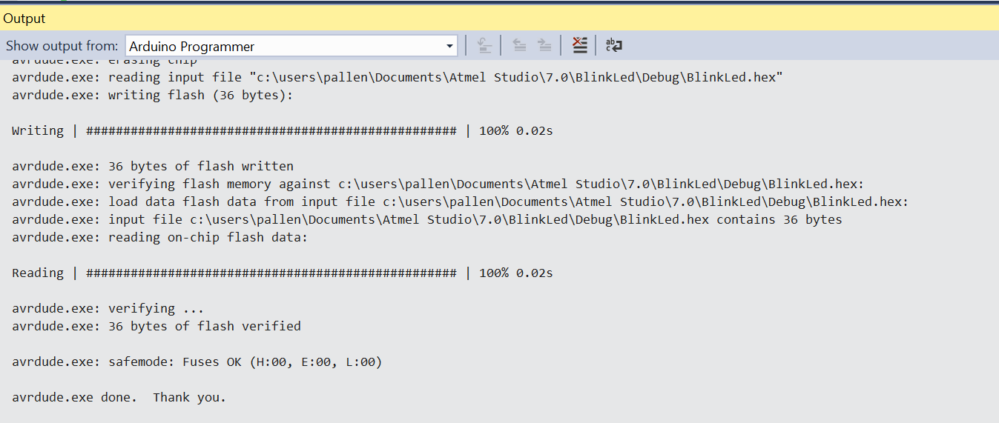 Output
Show output from: Arduino Programmer
avrdude.exe: erasing chip
avrdude.exe: reading input file "c:\users\pallen\Documents\Atmel Studio\7.0\BlinkLed\Debug\BlinkLed.hex"
avrdude.exe: writing flash (36 bytes):
Writing | ################################################## | 100% 0.02s
avrdude.exe: 36 bytes of flash written
avrdude.exe: verifying flash memory against c:\users\pallen\Documents\Atmel Studio\7.0\BlinkLed\Debug\BlinkLed.hex:
avrdude.exe: load data flash data from input file c:\users\pallen\Documents\Atmel Studio\7.0\BlinkLed\Debug\BlinkLed.hex:
avrdude.exe: input file c:\users\pallen\Documents\Atmel Studio\7.0\BlinkLed\Debug\BlinkLed.hex contains 36 bytes
avrdude.exe: reading on-chip flash data:
Reading | ################################################## | 100% 0.02s
avrdude.exe: verifying ...
avrdude.exe: 36 bytes of flash verified
avrdude.exe: safemode: Fuses OK (H:00, E:00, L:00)
avrdude.exe done.  Thank you.